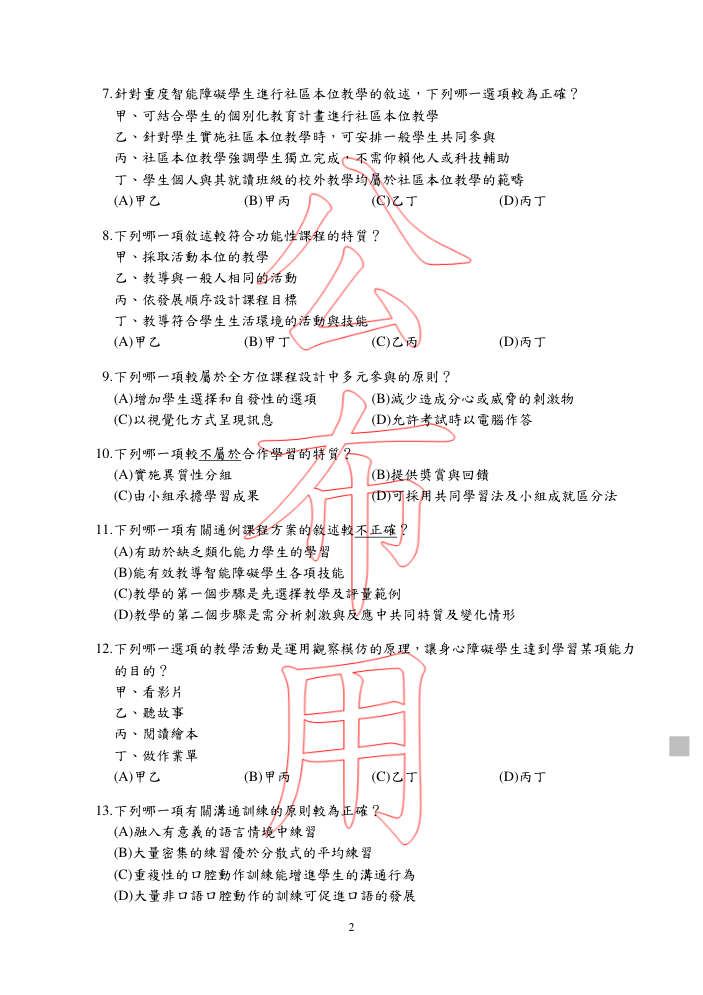 7.針對重度智能障礙學生進行社區本位教學的敘述，下列哪一選項較為正確？
甲、可結合學生的個別化教育計畫進行社區本位教學
乙、針對學生實施社區本位教學時，可安排一般學生共同參與
丙、社區本位教學強調學生獨立完成，不需仰賴他人或科技輔助
丁、學生個人與其就讀班級的校外教學均屬於社區本位教學的範疇
(A)甲乙 (B)甲丙 (C)乙丁 (D)丙丁
8.下列哪一項敘述較符合功能性課程的特質？
甲、採取活動本位的教學
乙、教導與一般人相同的活動
丙、依發展順序設計課程目標
丁、教導符合學生生活環境的活動與技能
(A)甲乙 (B)甲丁 (C)乙丙 (D)丙丁
9.下列哪一項較屬於全方位課程設計中多元參與的原則？
(A)增加學生選擇和自發性的選項 (B)減少造成分心或威脅的刺激物
(C)以視覺化方式呈現訊息 (D)允許考試時以電腦作答
10.下列哪一項較不屬於合作學習的特質？
(A)實施異質性分組 (B)提供獎賞與回饋
(C)由小組承擔學習成果 (D)可採用共同學習法及小組成就區分法
11.下列哪一項有關通例課程方案的敘述較不正確？
(A)有助於缺乏類化能力學生的學習
(B)能有效教導智能障礙學生各項技能
(C)教學的第一個步驟是先選擇教學及評量範例
(D)教學的第二個步驟是需分析刺激與反應中共同特質及變化情形
12.下列哪一選項的教學活動是運用觀察模仿的原理，讓身心障礙學生達到學習某項能力
的目的？
甲、看影片
乙、聽故事
丙、閱讀繪本
丁、做作業單
(A)甲乙 (B)甲丙 (C)乙丁 (D)丙丁
13.下列哪一項有關溝通訓練的原則較為正確？
(A)融入有意義的語言情境中練習
(B)大量密集的練習優於分散式的平均練習
(C)重複性的口腔動作訓練能增進學生的溝通行為
(D)大量非口語口腔動作的訓練可促進口語的發展
2
公布用